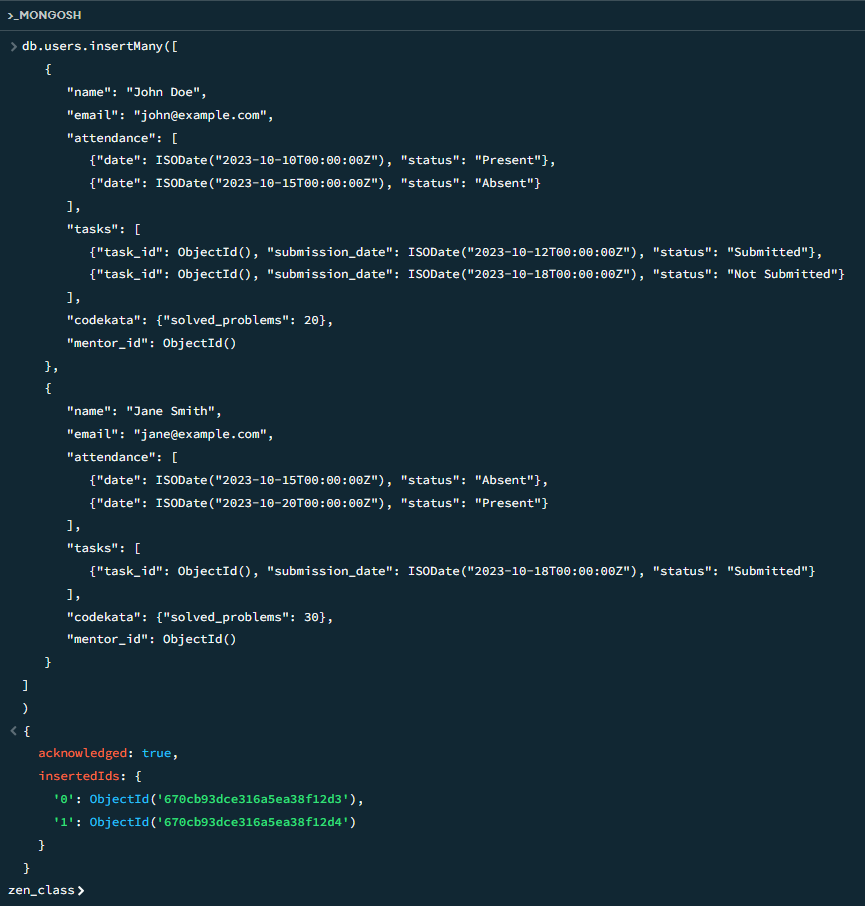 >_MONGOSH
> db.users.insertMany([
    {
       "name": "John Doe",
       "email": "john@example.com",
       "attendance": [
          {"date": ISODate("2023-10-10T00:00:00Z"), "status": "Present"},
          {"date": ISODate("2023-10-15T00:00:00Z"), "status": "Absent"}
       ],
       "tasks": [
          {"task_id": ObjectId(), "submission_date": ISODate("2023-10-12T00:00:00Z"), "status": "Submitted"},
          {"task_id": ObjectId(), "submission_date": ISODate("2023-10-18T00:00:00Z"), "status": "Not Submitted"}
       ],
       "codekata": {"solved_problems": 20},
       "mentor_id": ObjectId()
    },
    {
       "name": "Jane Smith",
       "email": "jane@example.com",
       "attendance": [
          {"date": ISODate("2023-10-15T00:00:00Z"), "status": "Absent"},
          {"date": ISODate("2023-10-20T00:00:00Z"), "status": "Present"}
       ],
       "tasks": [
          {"task_id": ObjectId(), "submission_date": ISODate("2023-10-18T00:00:00Z"), "status": "Submitted"}
       ],
       "codekata": {"solved_problems": 30},
       "mentor_id": ObjectId()
    }
 ]
 )
< {
   acknowledged: true,
   insertedIds: {
     '0': ObjectId('670cb93dce316a5ea38f12d3'),
     '1': ObjectId('670cb93dce316a5ea38f12d4')
   }
 }
zen_class>